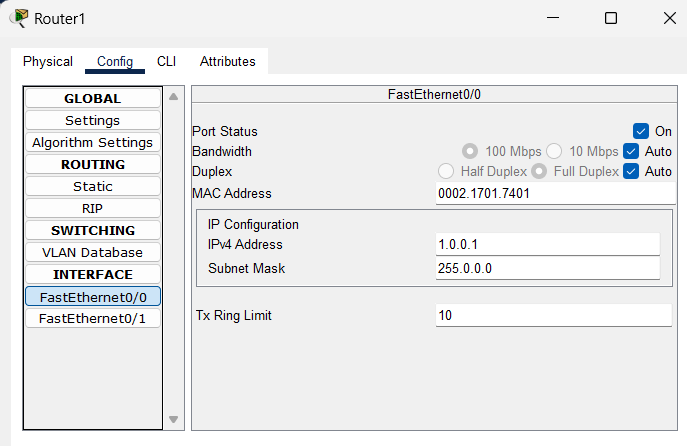 Router1
Physical Config CLI Attributes
GLOBAL
Settings
Algorithm Settings
ROUTING
Static
RIP
SWITCHING
VLAN Database
INTERFACE
FastEthernet0/0
FastEthernet0/1
FastEthernet0/0
Port Status On
Bandwidth 100 Mbps 10 Mbps Auto
Duplex Half Duplex Full Duplex Auto
MAC Address 0002.1701.7401
IP Configuration
IPv4 Address 1.0.0.1
Subnet Mask 255.0.0.0
Tx Ring Limit 10